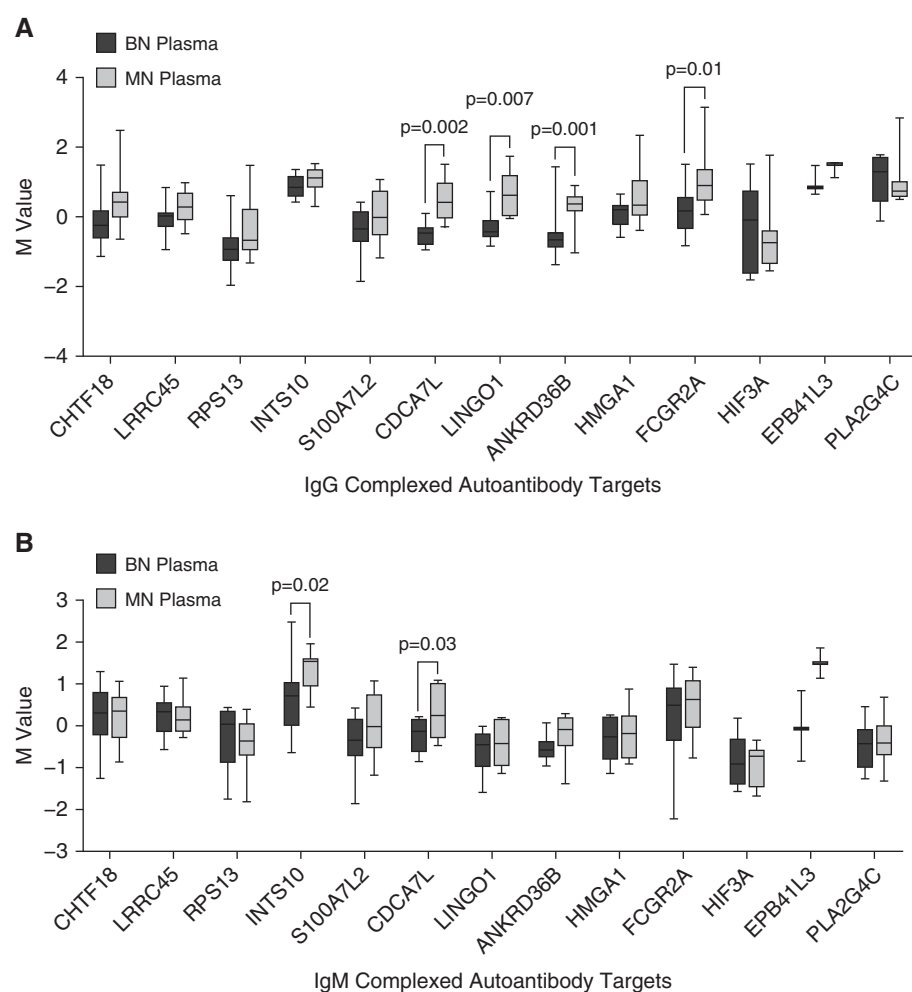 A
BN Plasma
MN Plasma
p=0.01
p=0.007
p=0.002
p=0.001
4
2
0
−2
−4
M Value
CHTF18
LRRC45
RPS13
INTS10
S100A7L2
CDCA7L
LINGO1
ANKRD36B
HMGA1
FCGR2A
HIF3A
EPB41L3
PLA2G4C
IgG Complexed Autoantibody Targets
B
BN Plasma
MN Plasma
p=0.02
p=0.03
3
2
1
0
−1
−2
−3
M Value
CHTF18
LRRC45
RPS13
INTS10
S100A7L2
CDCA7L
LINGO1
ANKRD36B
HMGA1
FCGR2A
HIF3A
EPB41L3
PLA2G4C
IgM Complexed Autoantibody Targets